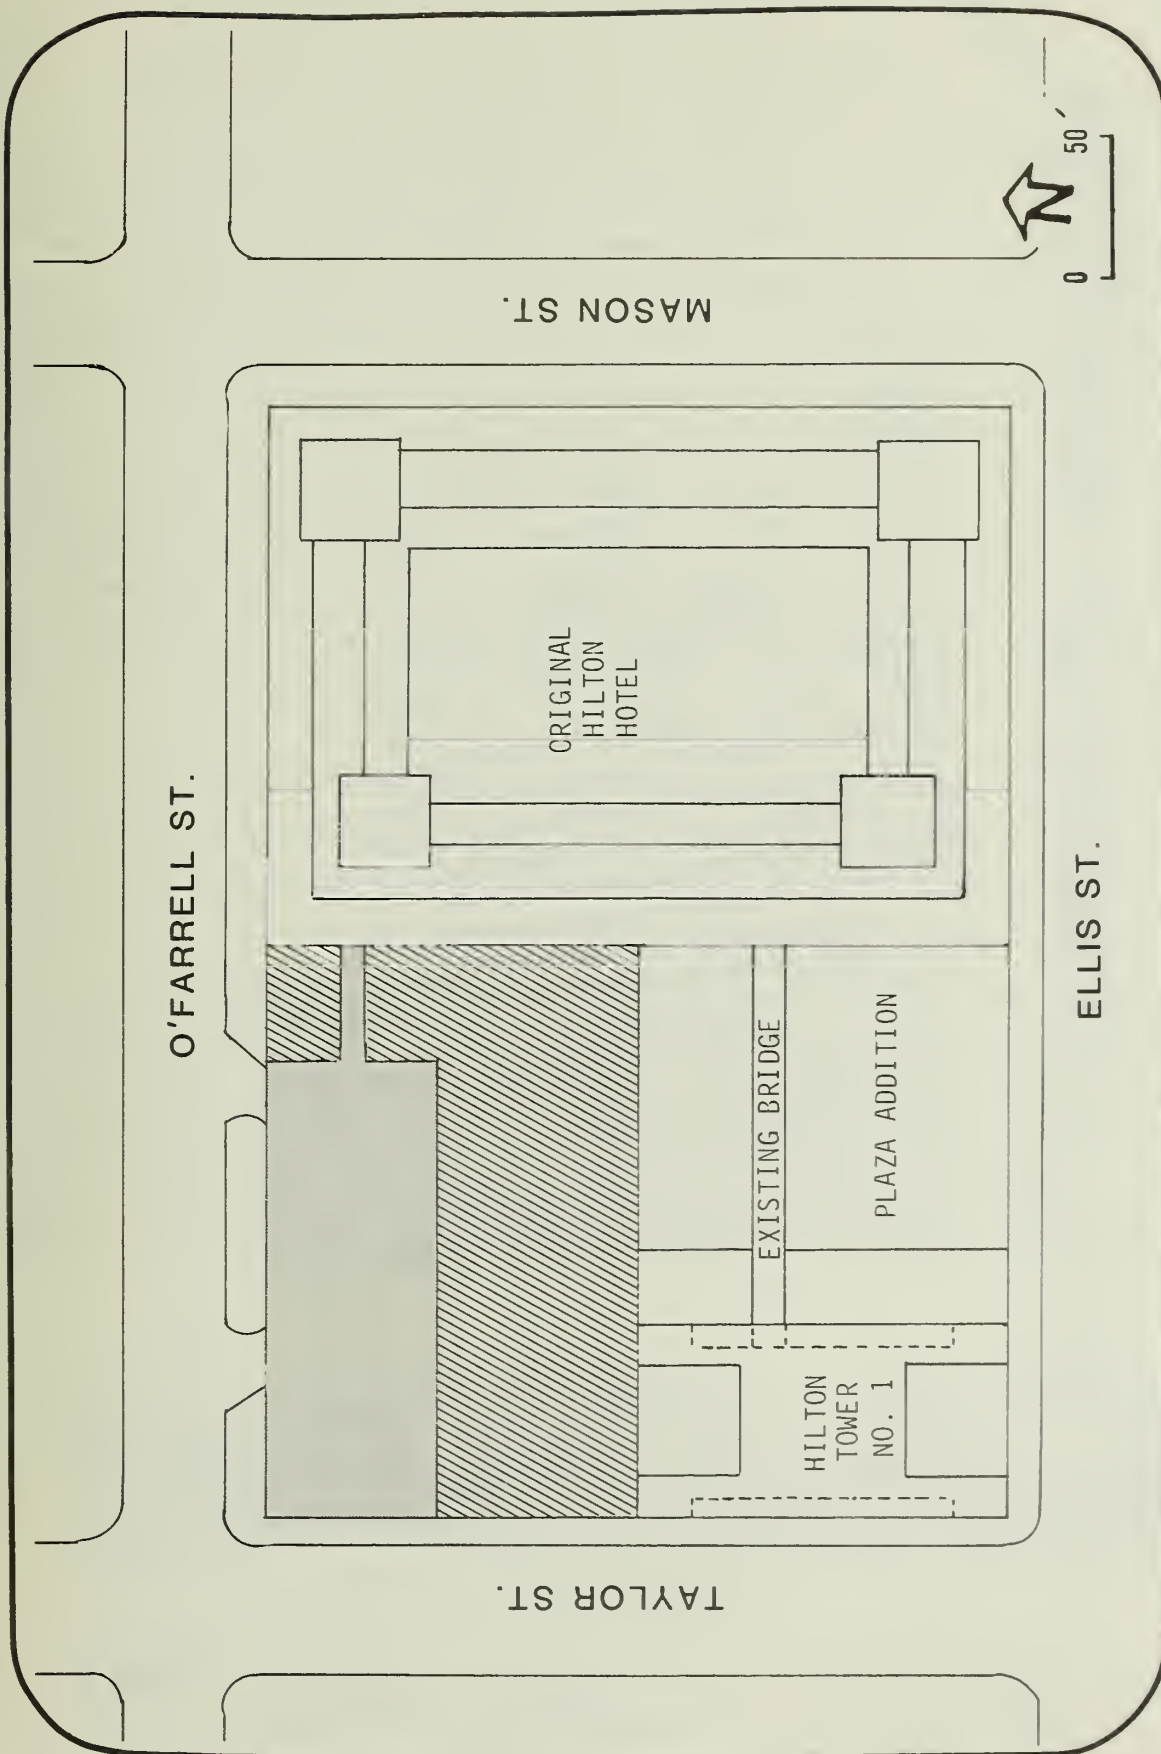 O'FARRELL ST.
MASON ST.
TAYLOR ST.
ELLIS ST.
ORIGINAL
HILTON
HOTEL
EXISTING BRIDGE
PLAZA ADDITION
HILTON
TOWER
NO. 1
N
0 50'